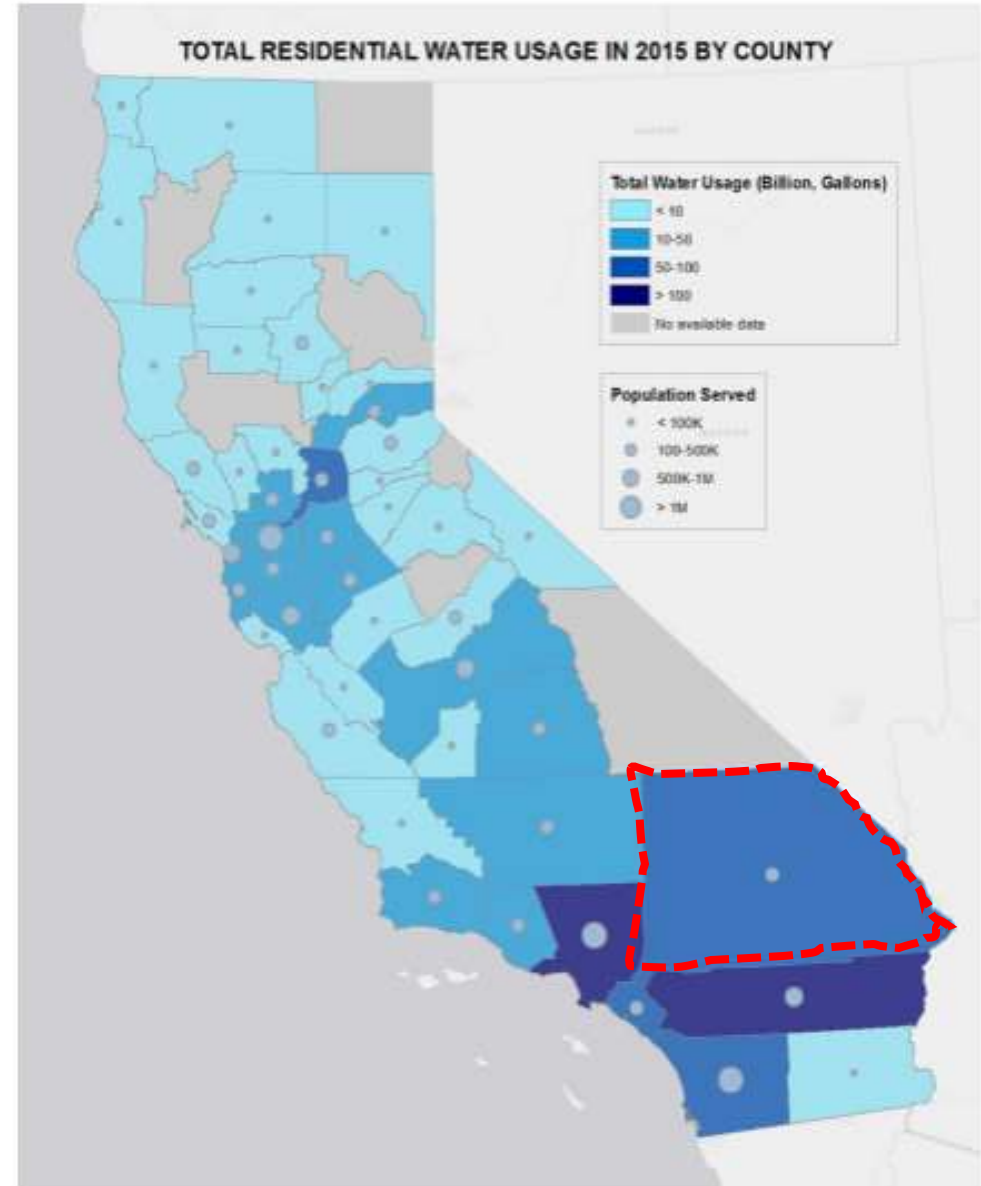 TOTAL RESIDENTIAL WATER USAGE IN 2015 BY COUNTY
Total Water Usage (Billion, Gallons)
< 10
10-50
50-100
> 100
No available data
Population Served
< 100K
100-500K
500K-1M
> 1M